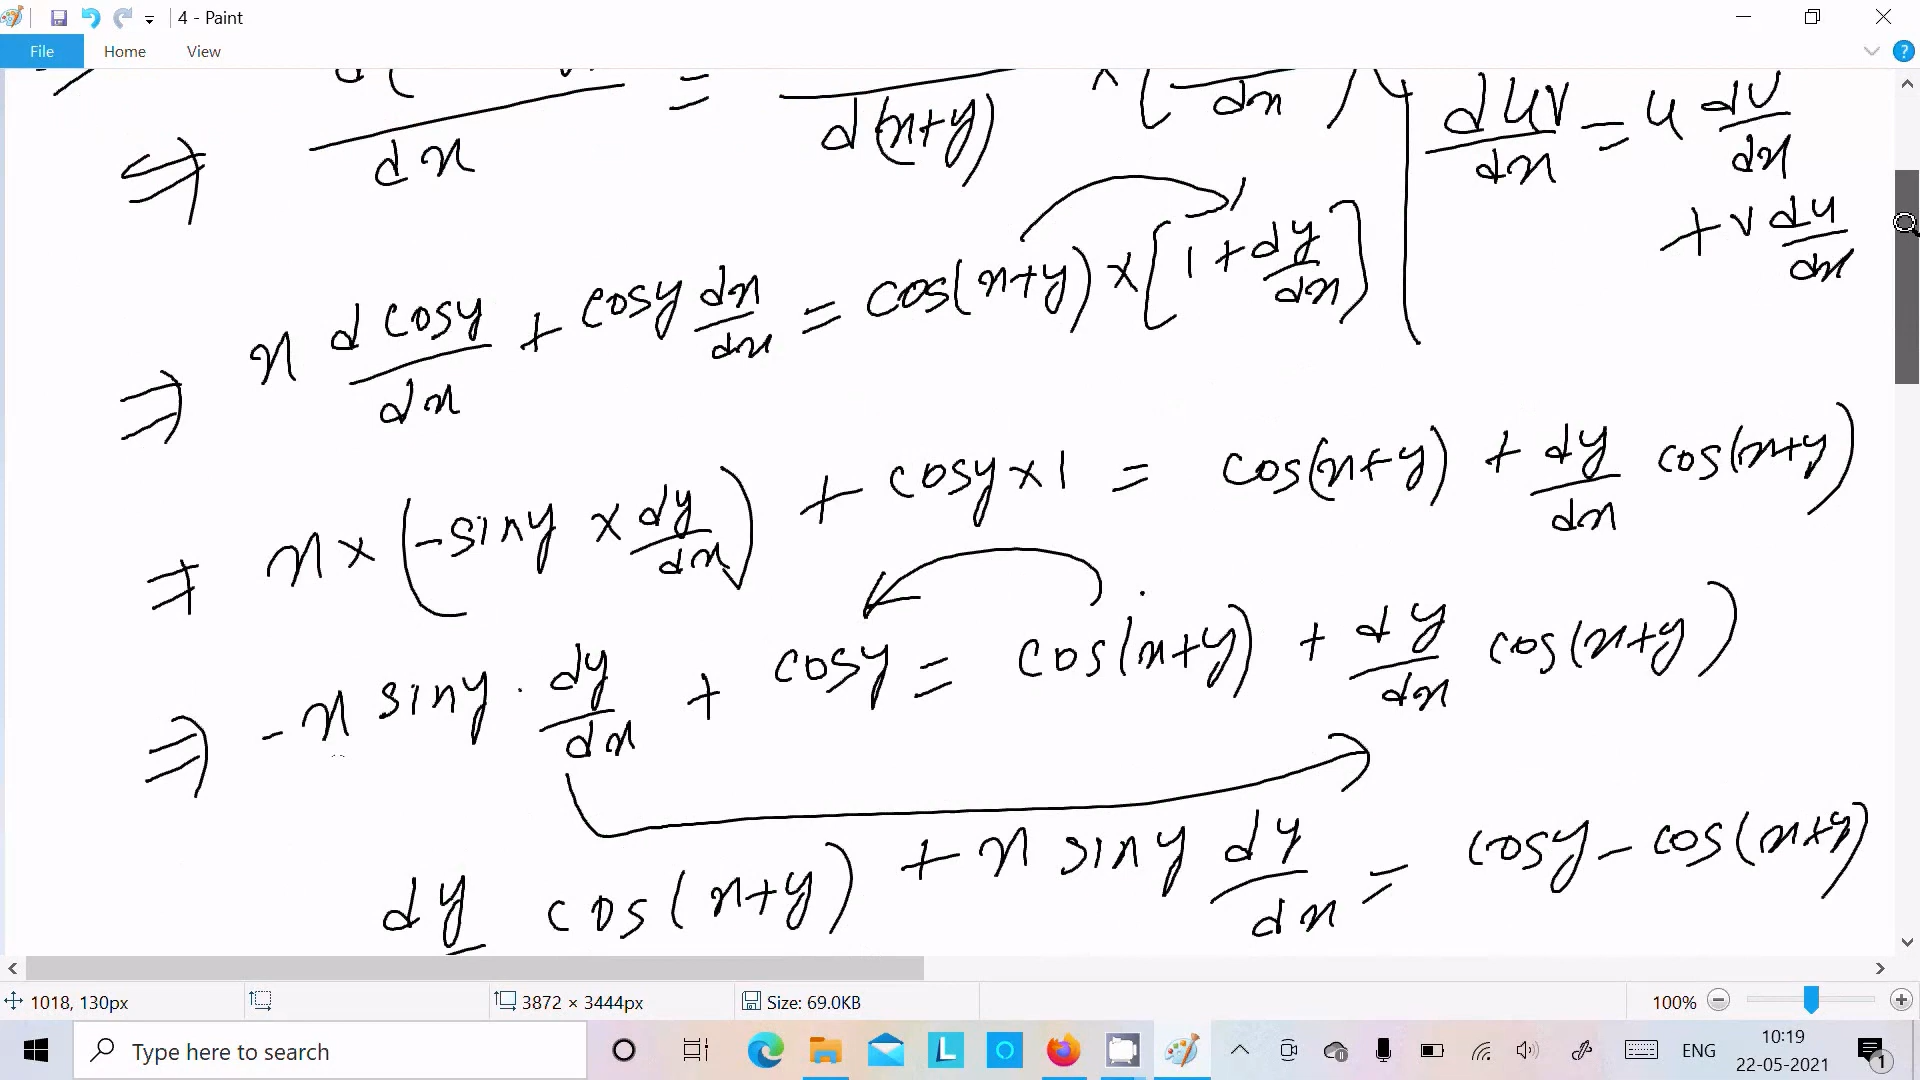 4 - Paint
File Home View
dx = d(x+y) × [ dx ]
duv/dx = u dv/dx
+ v du/dx
⇒ x d cosy/dx + cosy dx/dx = cos(x+y) × [1 + dy/dx]
⇒ x × (-siny × dy/dx) + cosy × 1 = cos(x+y) + dy/dx cos(x+y)
⇒ -x siny · dy/dx + cosy = cos(x+y) + dy/dx cos(x+y)
dy cos(x+y) + x siny dy/dx = cosy - cos(x+y)
1018, 130px 3872 × 3444px Size: 69.0KB 100%
Type here to search ENG 10:19
22-05-2021 1